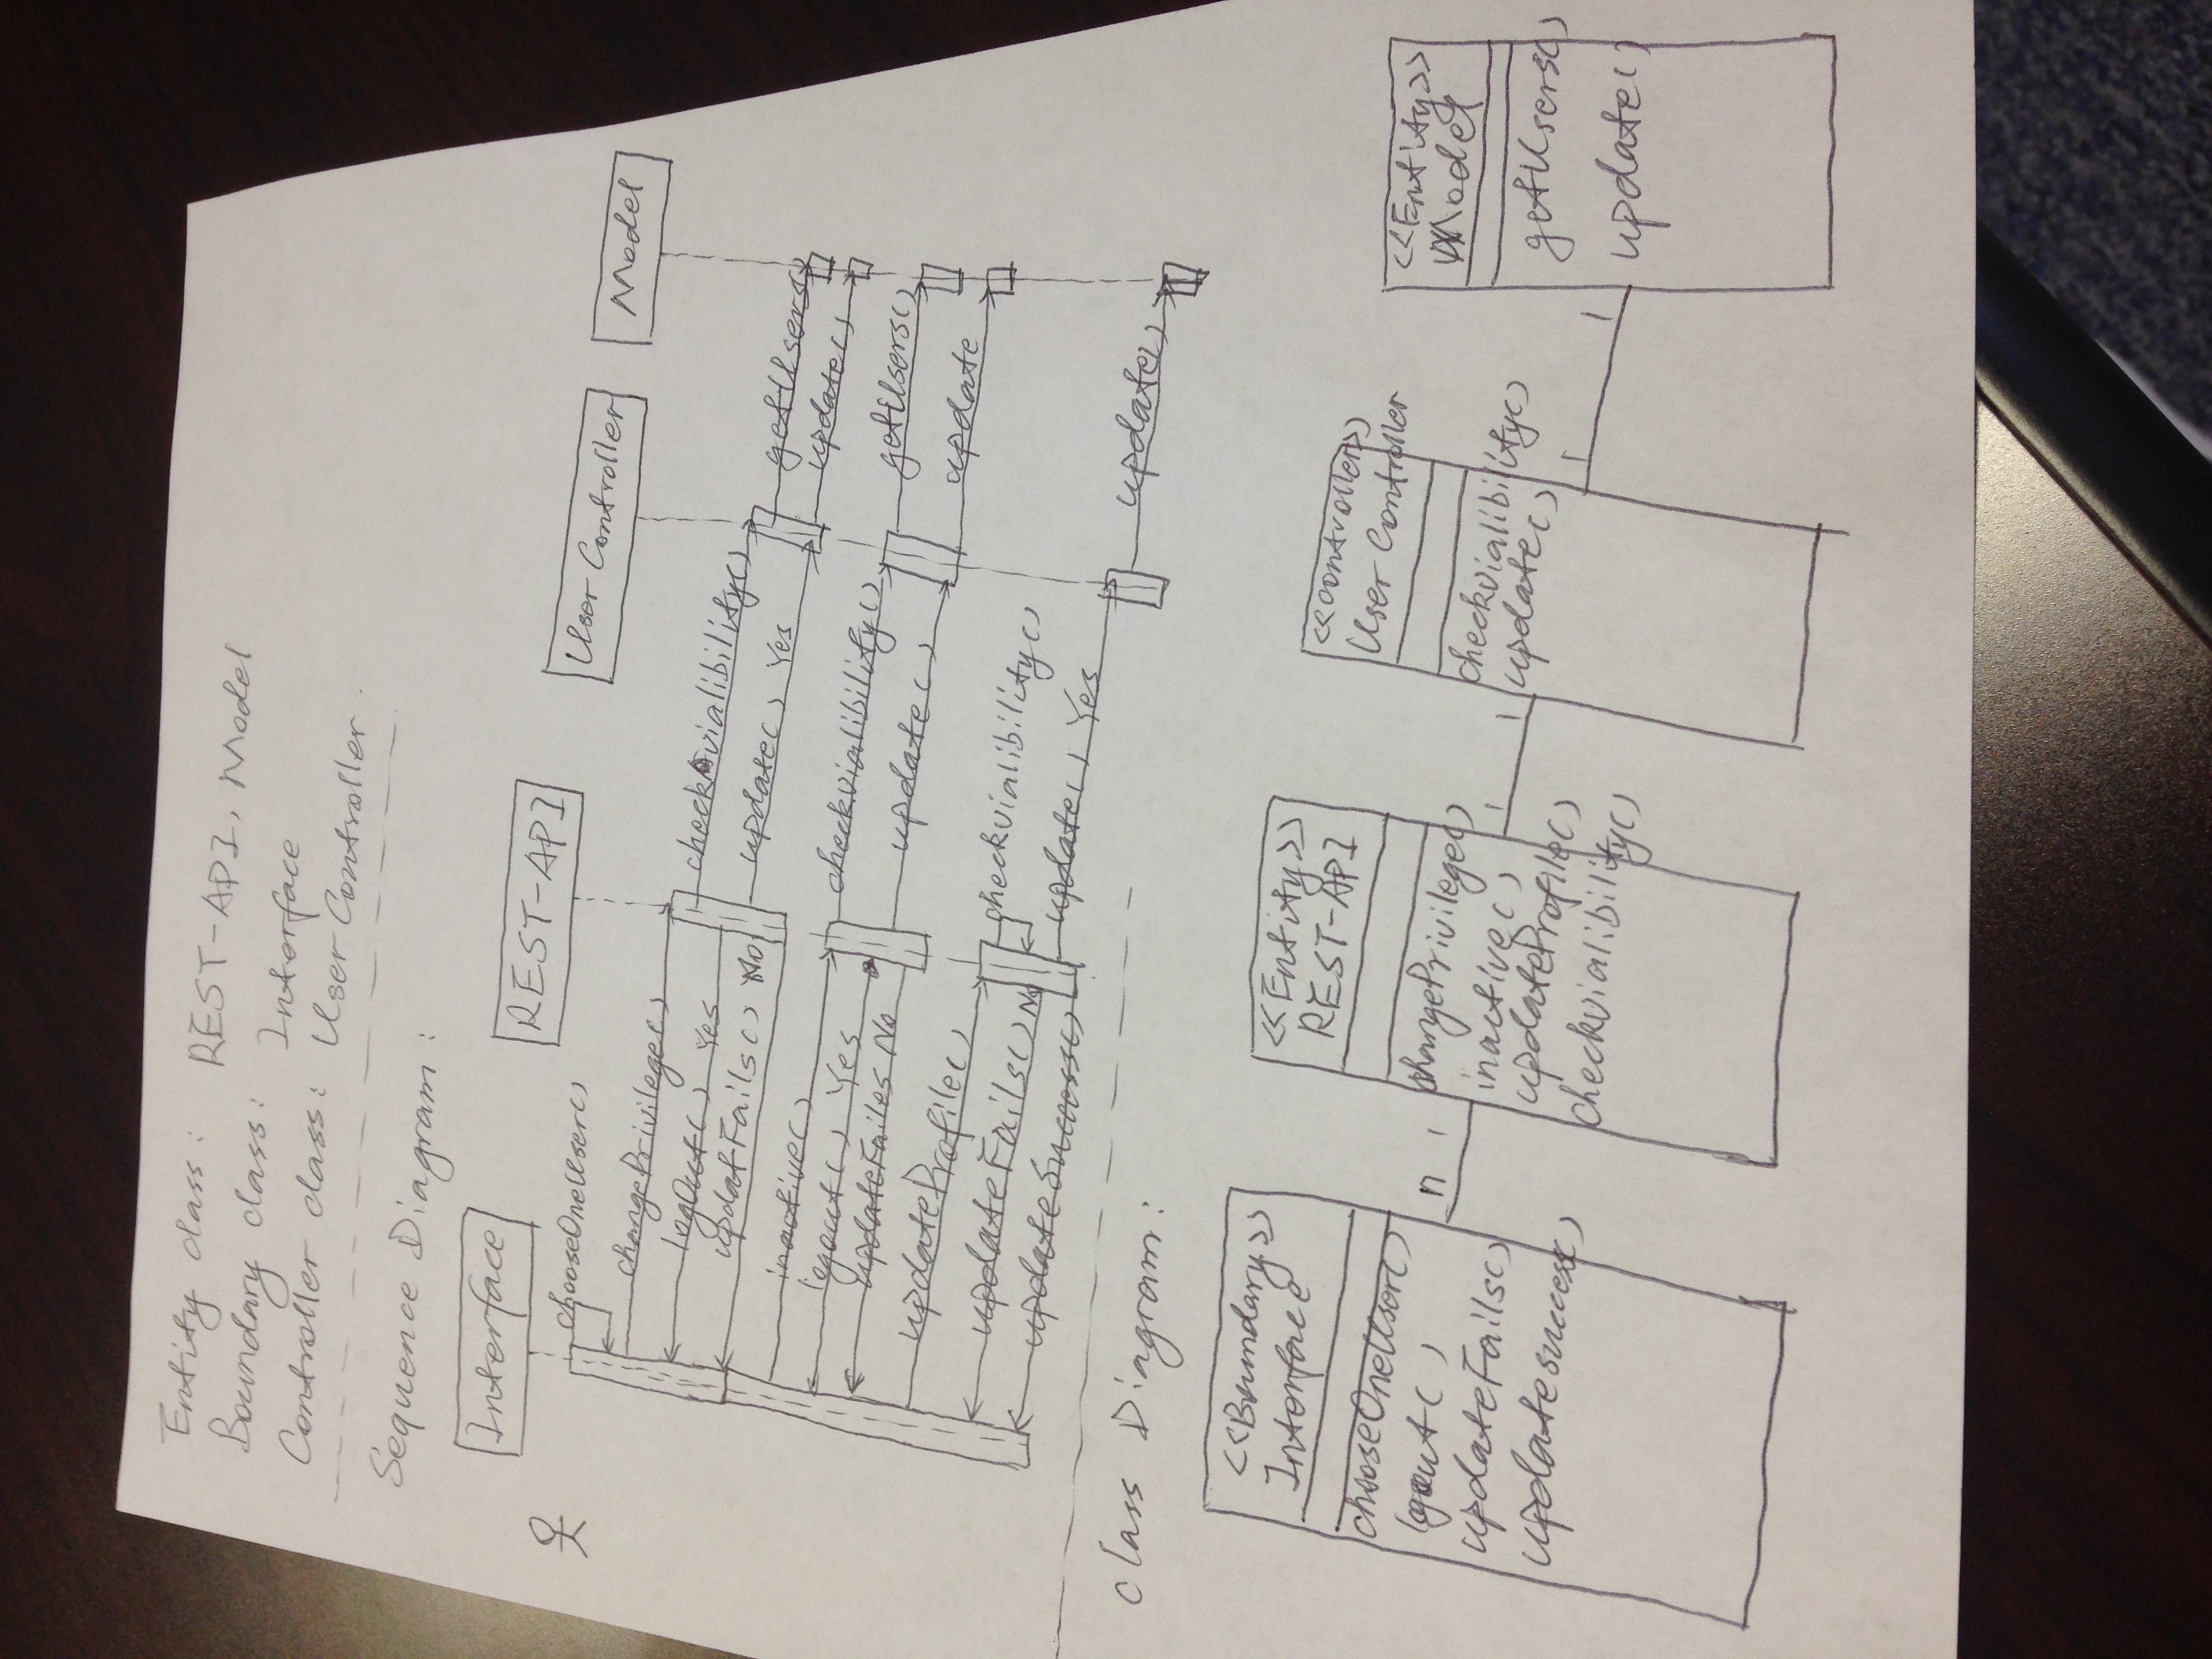 Entity class: REST-API, Model
Boundary class: Interface
Controller class: User Controller.
Sequence Diagram:
Interface
REST-API
User Controller
Model
chooseOneUser()
changePrivilege()
logOut() Yes
checkAvialibility()
updatFails() No
update() Yes
getUsers()
inactive()
update()
logout() Yes
checkvialibility()
updateFailes No
update()
getUsers()
updateProfile()
update
updateFails() No
checkvialibility()
updateSuccess()
update() Yes
update()
class Diagram:
<<Boundary>>
Interface
chooseOneUser()
logout()
updateFails()
updatesuccess()
n 1
<<Entity>>
REST-API
changePrivilege()
inactive()
updateProfile()
checkvialibility()
1 1
<<controller>>
User Controller
checkvialibility()
update()
1 1
<<Entity>>
Model
getUsers()
update()